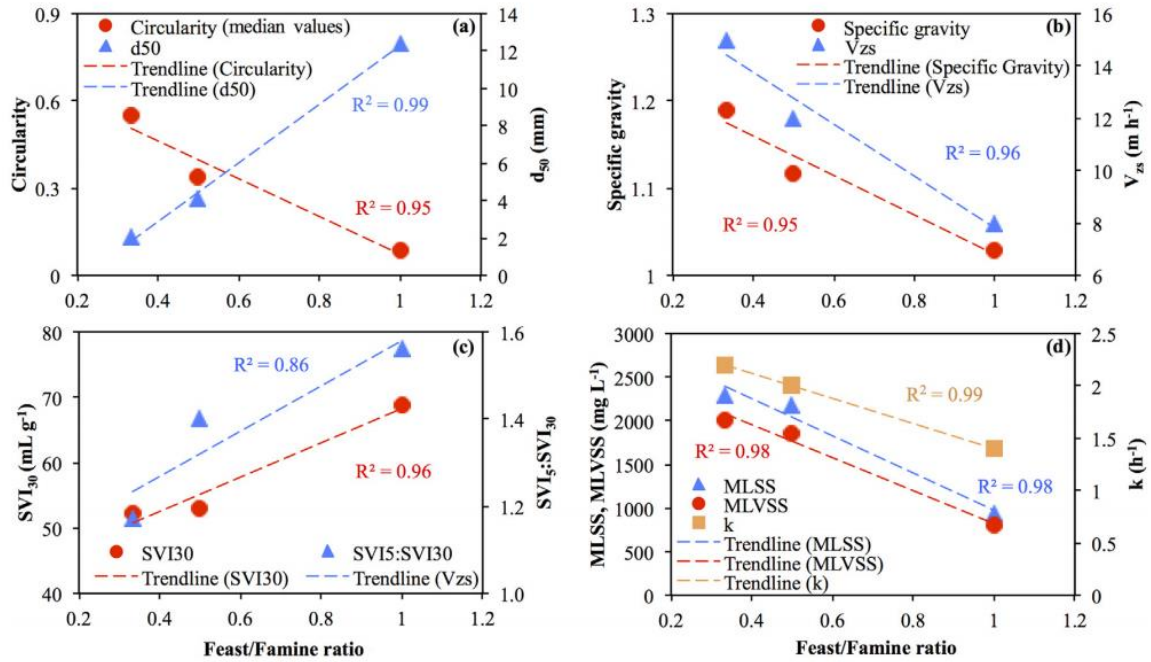 (a)
Circularity (median values)
d50
Trendline (Circularity)
Trendline (d50)
R² = 0.99
R² = 0.95
Circularity
0.9
0.6
0.3
0
d₅₀ (mm)
14
12
10
8
6
4
2
0
0.2 0.4 0.6 0.8 1 1.2
(b)
Specific gravity
Vzs
Trendline (Specific Gravity)
Trendline (Vzs)
R² = 0.96
R² = 0.95
Specific gravity
1.3
1.2
1.1
1
V_zs (m h⁻¹)
16
14
12
10
8
6
0.2 0.4 0.6 0.8 1 1.2
(c)
R² = 0.86
R² = 0.96
SVI30 SVI5:SVI30
Trendline (SVI30) Trendline (Vzs)
SVI₃₀ (mL g⁻¹)
80
70
60
50
40
SVI₅:SVI₃₀
1.6
1.4
1.2
1.0
0.2 0.4 0.6 0.8 1 1.2
Feast/Famine ratio
(d)
R² = 0.99
R² = 0.98
R² = 0.98
MLSS
MLVSS
k
Trendline (MLSS)
Trendline (MLVSS)
Trendline (k)
MLSS, MLVSS (mg L⁻¹)
3000
2500
2000
1500
1000
500
0
k (h⁻¹)
2.5
2
1.5
1
0.5
0
0.2 0.4 0.6 0.8 1 1.2
Feast/Famine ratio